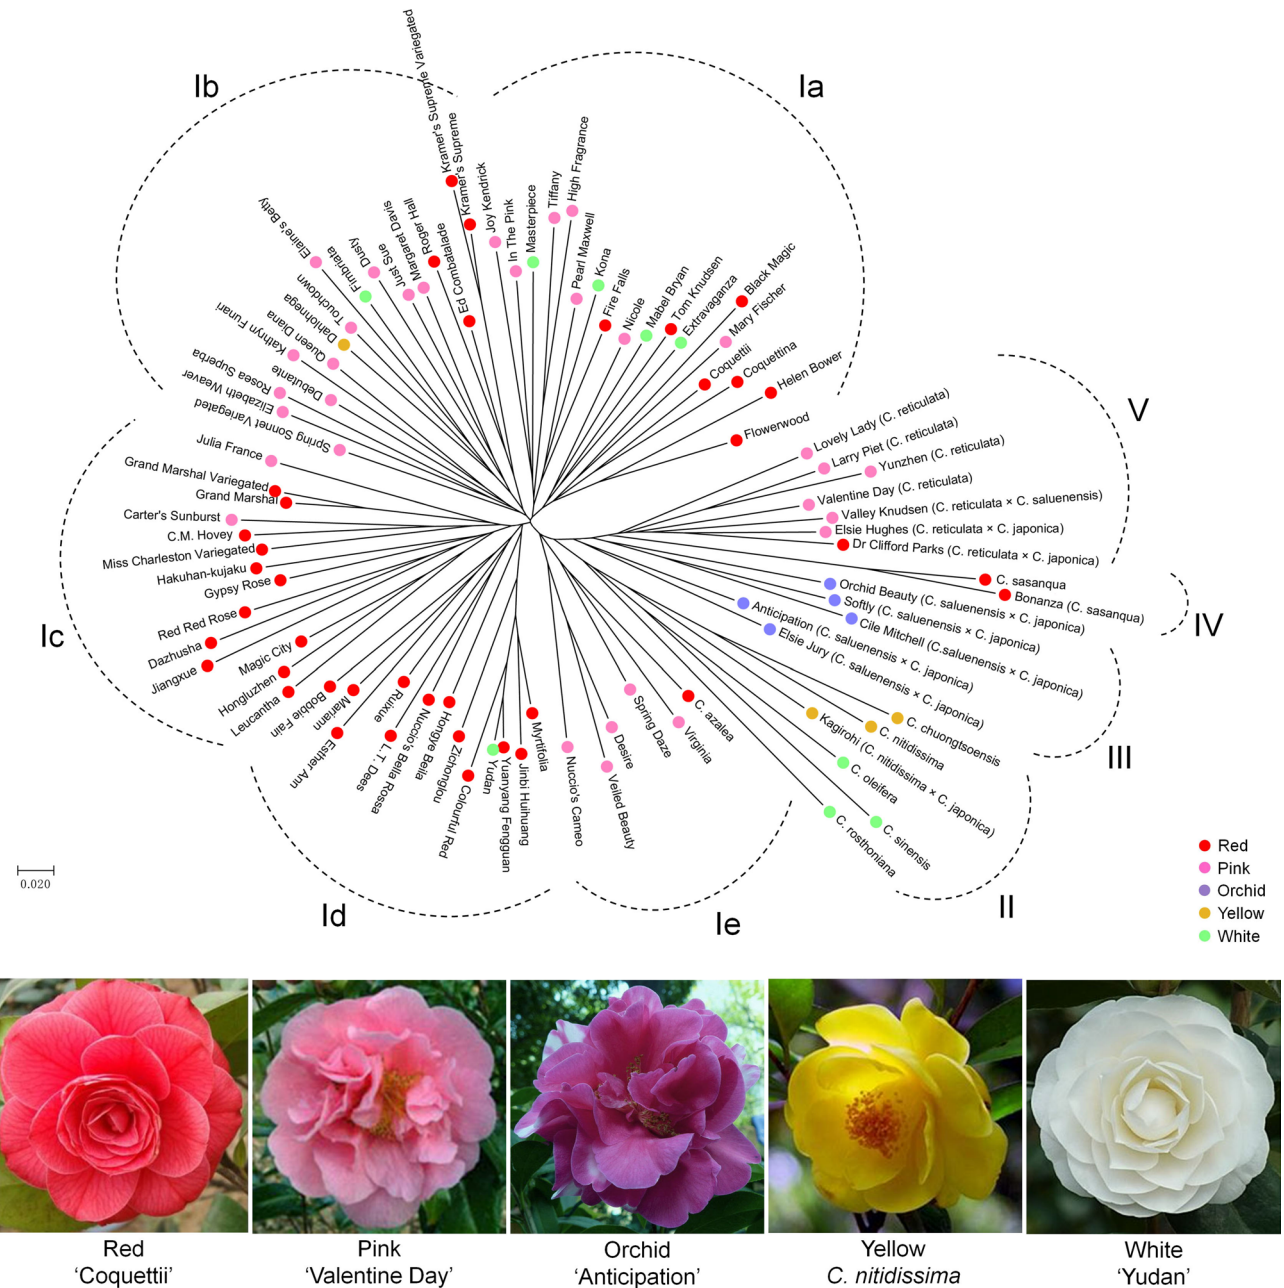 Ib
Ia
Kramer's Supreme Variegated
Kramer's Supreme
Joy Kendrick
In The Pink
Masterpiece
Tiffany
High Fragrance
Pearl Maxwell
Kona
Fire Falls
Nicole
Mabel Bryan
Tom Knudsen
Extravaganza
Black Magic
Mary Fischer
Coquettii
Coquettina
Helen Bower
Flowerwood
Elaine's Betty
Fimbriata
Dusty
Just Sue
Margaret Davis
Roger Hall
Ed Combatalade
Touchdown
Dahlohnega
Queen Diana
Kathryn Funari
Debutante
Rosea Superba
Elizabeth Weaver
Spring Sonnet Variegated
V
Lovely Lady (C. reticulata)
Larry Piet (C. reticulata)
Yunzhen (C. reticulata)
Valentine Day (C. reticulata)
Valley Knudsen (C. reticulata × C. saluenensis)
Elsie Hughes (C. reticulata × C. japonica)
Dr Clifford Parks (C. reticulata × C. japonica)
IV
C. sasanqua
Bonanza (C. sasanqua)
III
Orchid Beauty (C. saluenensis × C. japonica)
Softly (C. saluenensis × C. japonica)
Cile Mitchell (C.saluenensis × C. japonica)
Anticipation (C. saluenensis × C. japonica)
Elsie Jury (C. saluenensis × C. japonica)
II
C. chuongtsoensis
C. nitidissima
Kagirohi (C. nitidissima × C. japonica)
C. oleifera
C. sinensis
C. rosthoniana
Ic
Julia France
Grand Marshal Variegated
Grand Marshal
Carter's Sunburst
C.M. Hovey
Miss Charleston Variegated
Hakuhan-kujaku
Gypsy Rose
Red Red Rose
Dazhusha
Jiangxue
Magic City
Hongluzhen
Leucantha
Bobbie Fain
Mariann
Esther Ann
Id
Ruixue
L.T. Dees
Nuccio's Bella Rossa
Hongye Bella
Zichonglou
Colourful Red
Yudan
Yuanyang Fengguan
Jinbi Huihuang
Myrtifolia
Ie
Nuccio's Cameo
Veiled Beauty
Desire
Spring Daze
Virginia
C. azalea
0.020
Red
Pink
Orchid
Yellow
White
Red
‘Coquettii’
Pink
‘Valentine Day’
Orchid
‘Anticipation’
Yellow
C. nitidissima
White
‘Yudan’